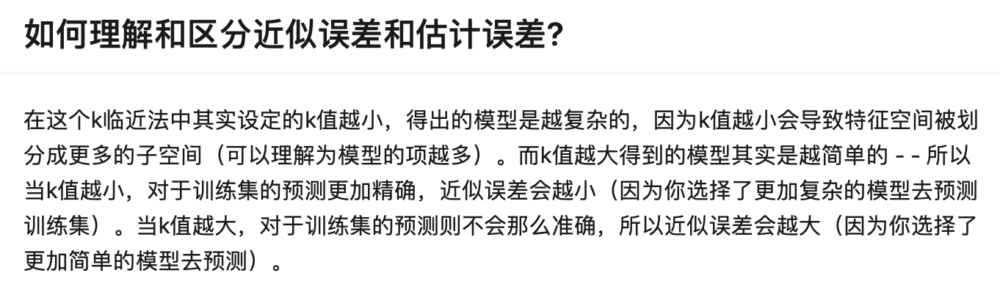 如何理解和区分近似误差和估计误差?
在这个k临近法中其实设定的k值越小，得出的模型是越复杂的，因为k值越小会导致特征空间被划
分成更多的子空间（可以理解为模型的项越多）。而k值越大得到的模型其实是越简单的 - - 所以
当k值越小，对于训练集的预测更加精确，近似误差会越小（因为你选择了更加复杂的模型去预测
训练集）。当k值越大，对于训练集的预测则不会那么准确，所以近似误差会越大（因为你选择了
更加简单的模型去预测）。